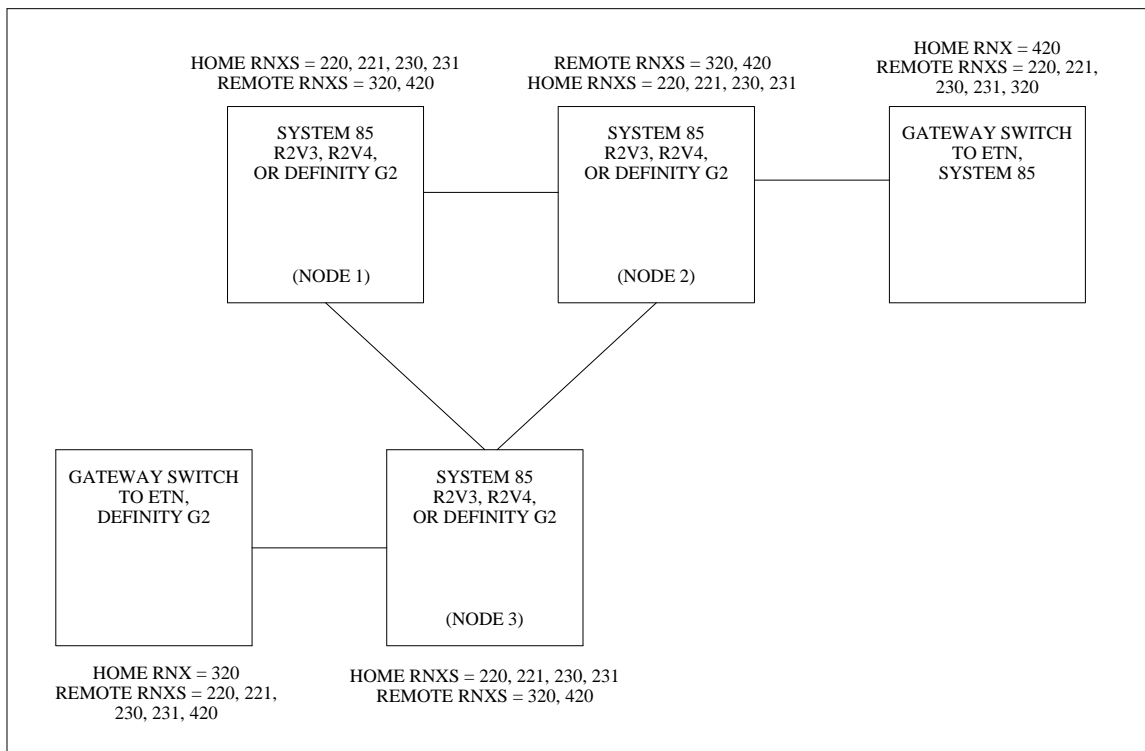 HOME RNXS = 220, 221, 230, 231
REMOTE RNXS = 320, 420
SYSTEM 85
R2V3, R2V4,
OR DEFINITY G2
(NODE 1)
REMOTE RNXS = 320, 420
HOME RNXS = 220, 221, 230, 231
SYSTEM 85
R2V3, R2V4,
OR DEFINITY G2
(NODE 2)
HOME RNX = 420
REMOTE RNXS = 220, 221,
230, 231, 320
GATEWAY SWITCH
TO ETN,
SYSTEM 85
GATEWAY SWITCH
TO ETN,
DEFINITY G2
HOME RNX = 320
REMOTE RNXS = 220, 221,
230, 231, 420
SYSTEM 85
R2V3, R2V4,
OR DEFINITY G2
(NODE 3)
HOME RNXS = 220, 221, 230, 231
REMOTE RNXS = 320, 420